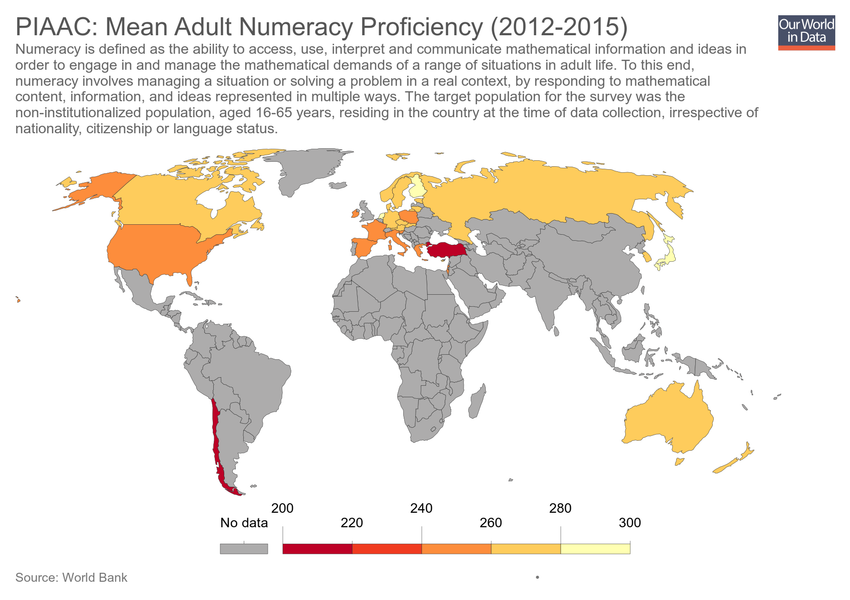 PIAAC: Mean Adult Numeracy Proficiency (2012-2015)
Our World
in Data
Numeracy is defined as the ability to access, use, interpret and communicate mathematical information and ideas in
order to engage in and manage the mathematical demands of a range of situations in adult life. To this end,
numeracy involves managing a situation or solving a problem in a real context, by responding to mathematical
content, information, and ideas represented in multiple ways. The target population for the survey was the
non-institutionalized population, aged 16-65 years, residing in the country at the time of data collection, irrespective of
nationality, citizenship or language status.
200 240 280
No data 220 260 300
Source: World Bank